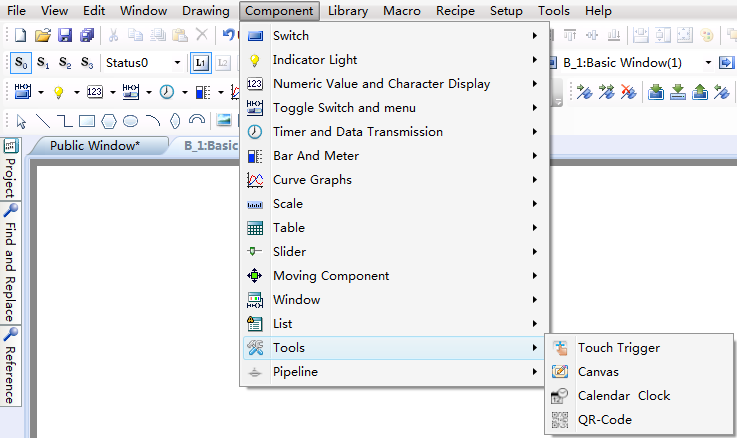 File View Edit Window Drawing Component Library Macro Recipe Setup Tools Help
S0 S1 S2 S3 Status0 L1 B_1:Basic Window(1)
123
Public Window* B_1:Basic
Project
Find and Replace
Reference
Switch
Indicator Light
Numeric Value and Character Display
Toggle Switch and menu
Timer and Data Transmission
Bar And Meter
Curve Graphs
Scale
Table
Slider
Moving Component
Window
List
Tools
Pipeline
Touch Trigger
Canvas
Calendar Clock
QR-Code